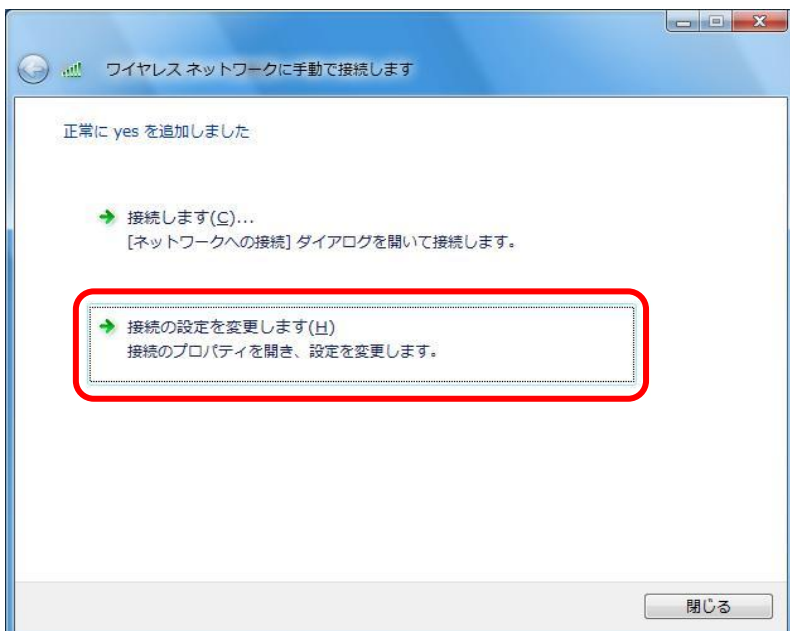 ワイヤレス ネットワークに手動で接続します
正常に yes を追加しました
接続します(C)...
[ネットワークへの接続] ダイアログを開いて接続します。
接続の設定を変更します(H)
接続のプロパティを開き、設定を変更します。
閉じる